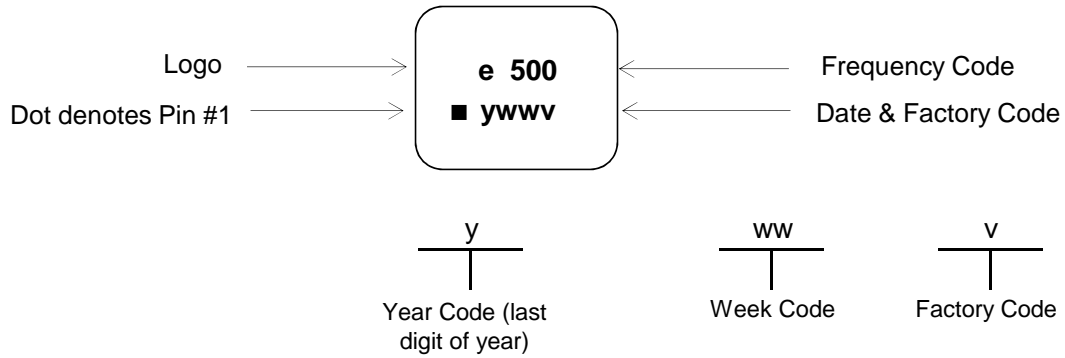 Logo
e 500
Frequency Code
Dot denotes Pin #1
■ ywwv
Date & Factory Code
y
ww
v
Year Code (last
digit of year)
Week Code
Factory Code